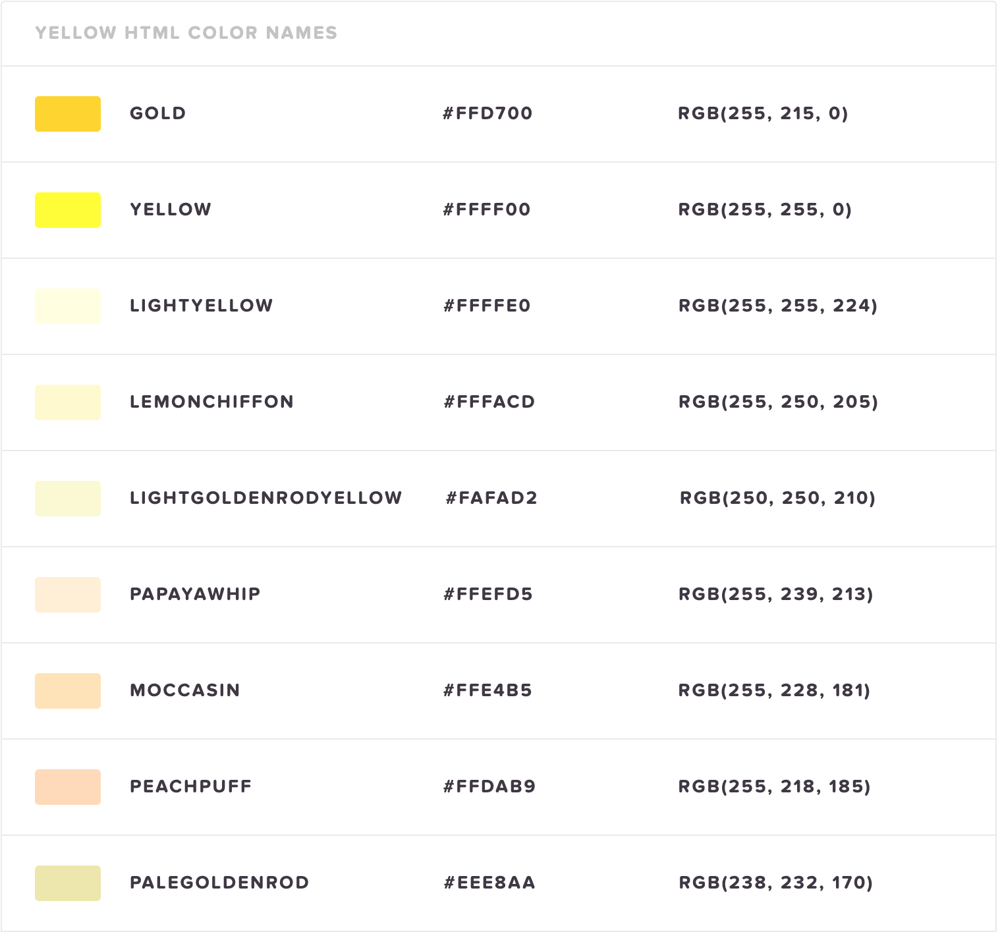 YELLOW HTML COLOR NAMES
GOLD #FFD700 RGB(255, 215, 0)
YELLOW #FFFF00 RGB(255, 255, 0)
LIGHTYELLOW #FFFFE0 RGB(255, 255, 224)
LEMONCHIFFON #FFFACD RGB(255, 250, 205)
LIGHTGOLDENRODYELLOW #FAFAD2 RGB(250, 250, 210)
PAPAYAWHIP #FFEFD5 RGB(255, 239, 213)
MOCCASIN #FFE4B5 RGB(255, 228, 181)
PEACHPUFF #FFDAB9 RGB(255, 218, 185)
PALEGOLDENROD #EEE8AA RGB(238, 232, 170)